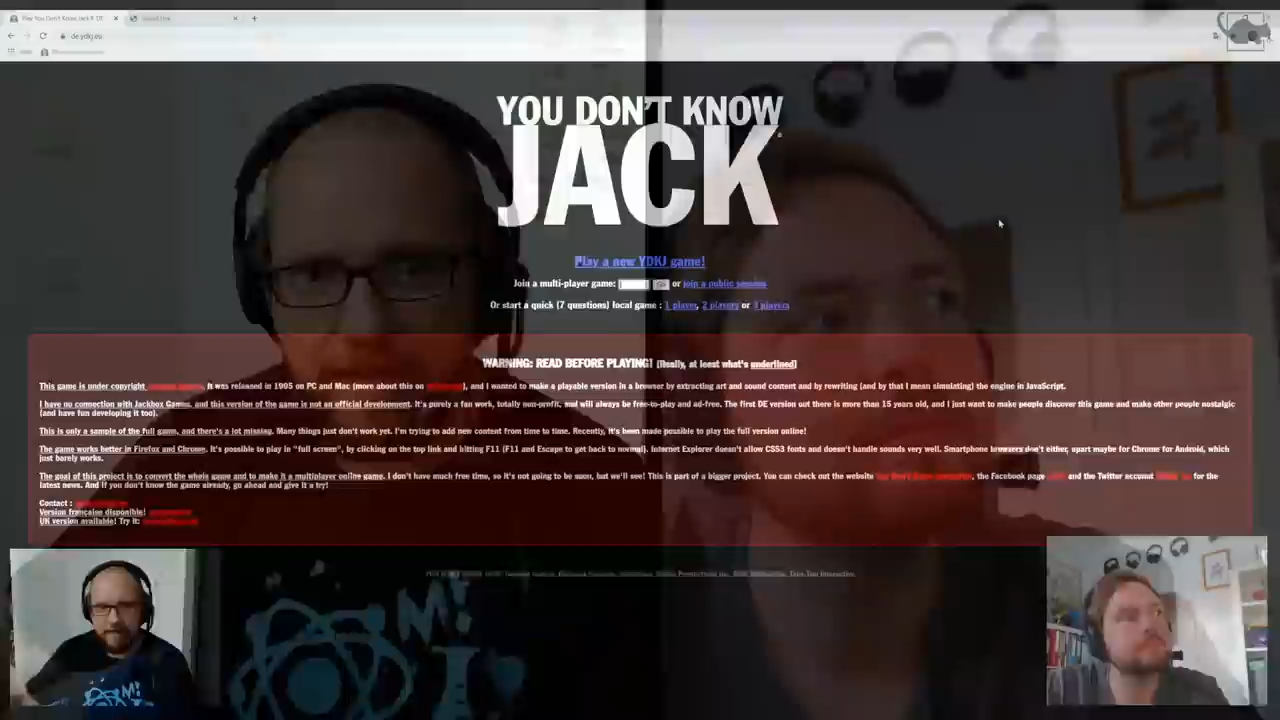 Play You Don't Know Jack® DE
de.ydkj.eu
YOU DON'T KNOW
JACK
Play a new YDKJ game!
Join a multi-player game: or join a public session
Or start a quick (7 questions) local game : 1 player, 2 players or 3 players
WARNING: READ BEFORE PLAYING! (Really, at least what's underlined)
This game is under copyright . It was released in 1995 on PC and Mac (more about this on ), and I wanted to make a playable version in a browser by extracting art and sound content and by rewriting (and by that I mean simulating) the engine in JavaScript.
I have no connection with Jackbox Games, and this version of the game is not an official development. It's purely a fan work, totally non-profit, and will always be free-to-play and ad-free. The first DE version out there is more than 15 years old, and I just want to make people discover this game and make other people nostalgic
(and have fun developing it too).
This is only a sample of the full game, and there's a lot missing. Many things just don't work yet. I'm trying to add new content from time to time. Recently, it's been made possible to play the full version online!
The game works better in Firefox and Chrome. It's possible to play in "full screen", by clicking on the top link and hitting F11 (F11 and Escape to get back to normal). Internet Explorer doesn't allow CSS3 fonts and doesn't handle sounds very well. Smartphone browsers don't either, apart maybe for Chrome for Android, which
just barely works.
The goal of this project is to convert the whole game and to make it a multiplayer online game. I don't have much free time, so it's not going to be soon, but we'll see! This is part of a bigger project. You can check out the website , the Facebook page and the Twitter account for the
latest news. And if you don't know the game already, go ahead and give it a try!
Contact :
Version française disponible!
UK version available! Try it:
M!
I
M!